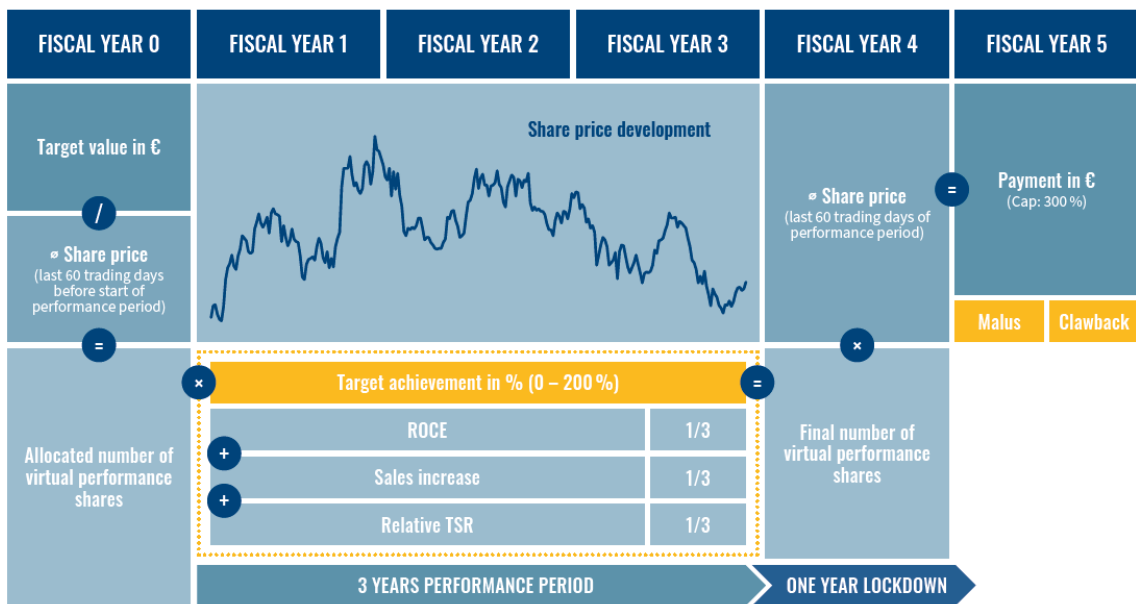 FISCAL YEAR 0
FISCAL YEAR 1
FISCAL YEAR 2
FISCAL YEAR 3
FISCAL YEAR 4
FISCAL YEAR 5
Target value in €
/
ø Share price
(last 60 trading days
before start of
performance period)
=
Allocated number of
virtual performance
shares
Share price development
×
Target achievement in % (0 – 200 %)
=
ROCE
1/3
+
Sales increase
1/3
+
Relative TSR
1/3
ø Share price
(last 60 trading days of
performance period)
×
Final number of
virtual performance
shares
=
Payment in €
(Cap: 300 %)
Malus
Clawback
3 YEARS PERFORMANCE PERIOD
ONE YEAR LOCKDOWN